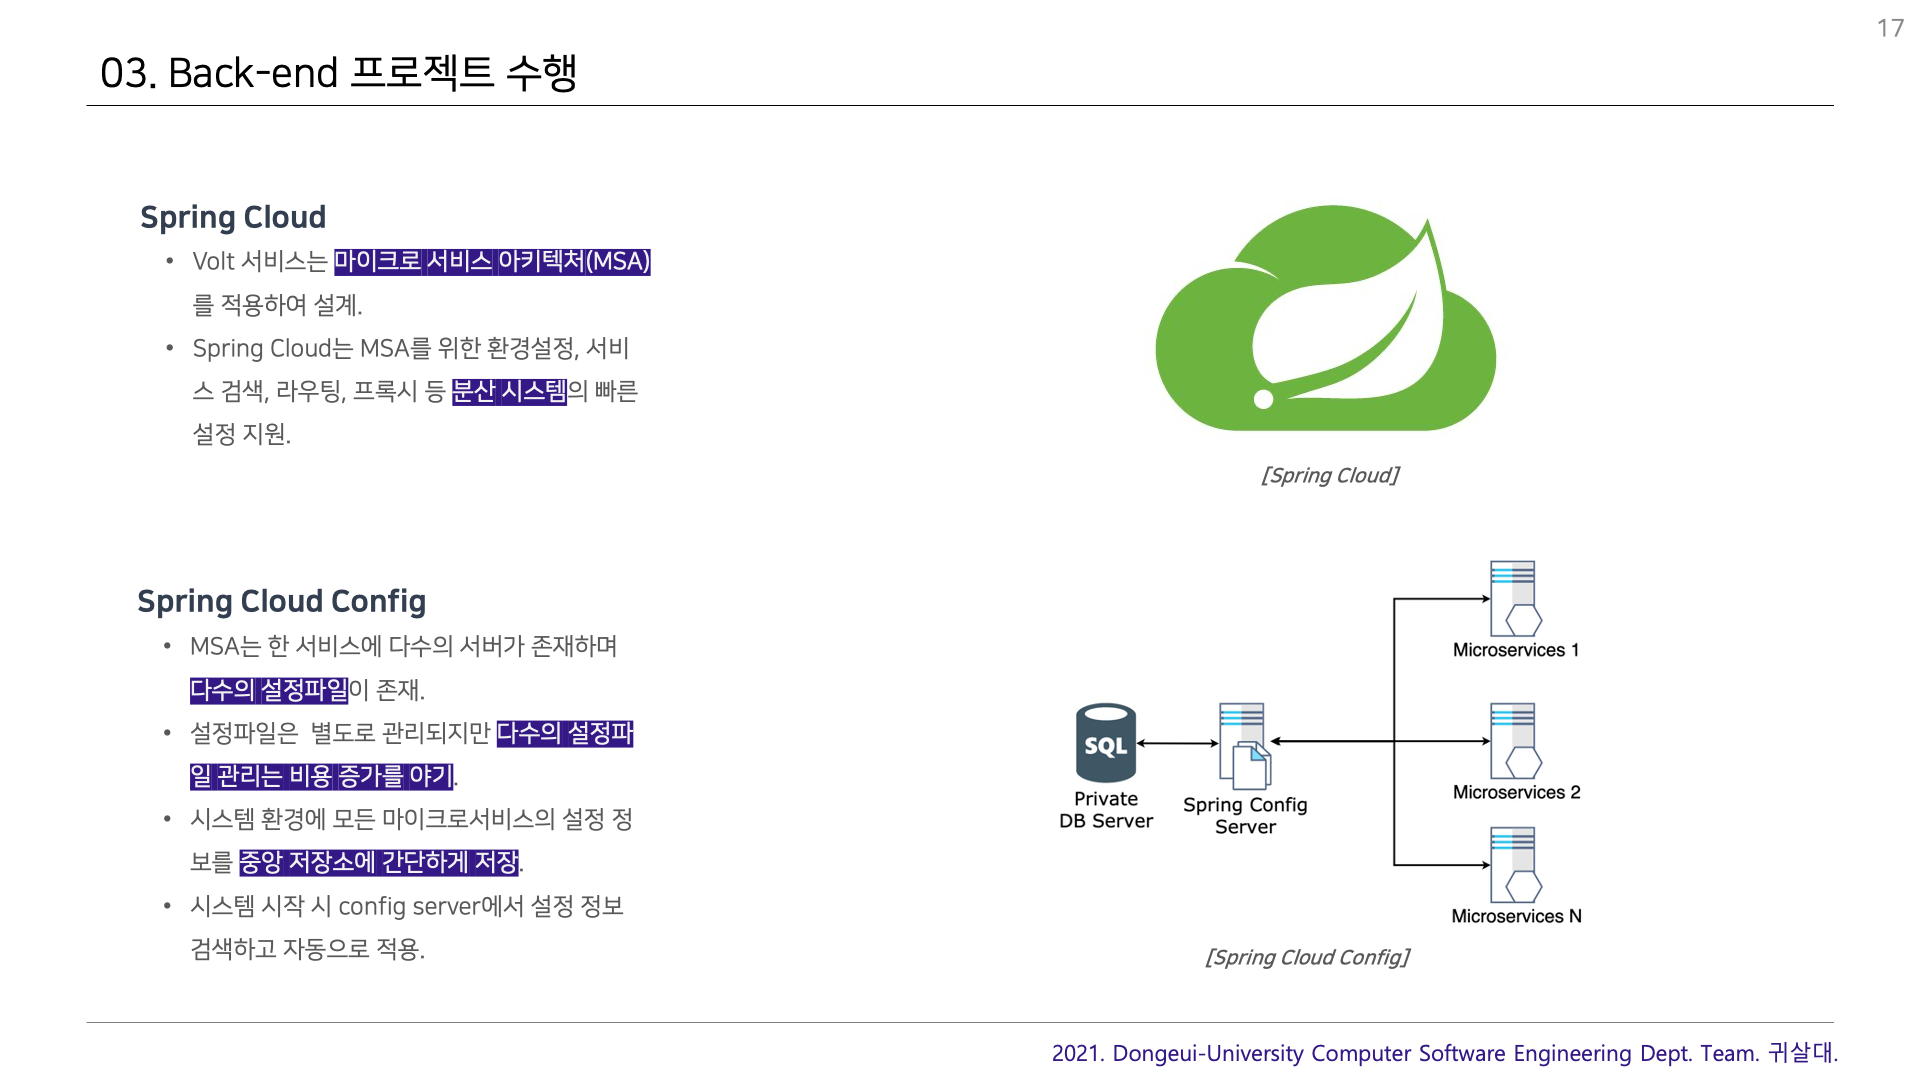 17
03. Back-end 프로젝트 수행
Spring Cloud
• Volt 서비스는 마이크로 서비스 아키텍처(MSA)
를 적용하여 설계.
• Spring Cloud는 MSA를 위한 환경설정, 서비
스 검색, 라우팅, 프록시 등 분산 시스템의 빠른
설정 지원.
[Spring Cloud]
Spring Cloud Config
• MSA는 한 서비스에 다수의 서버가 존재하며
다수의 설정파일이 존재.
• 설정파일은 별도로 관리되지만 다수의 설정파
일 관리는 비용 증가를 야기.
• 시스템 환경에 모든 마이크로서비스의 설정 정
보를 중앙 저장소에 간단하게 저장.
• 시스템 시작 시 config server에서 설정 정보
검색하고 자동으로 적용.
SQL
Private
DB Server
Spring Config
Server
Microservices 1
Microservices 2
Microservices N
[Spring Cloud Config]
2021. Dongeui-University Computer Software Engineering Dept. Team. 귀살대.